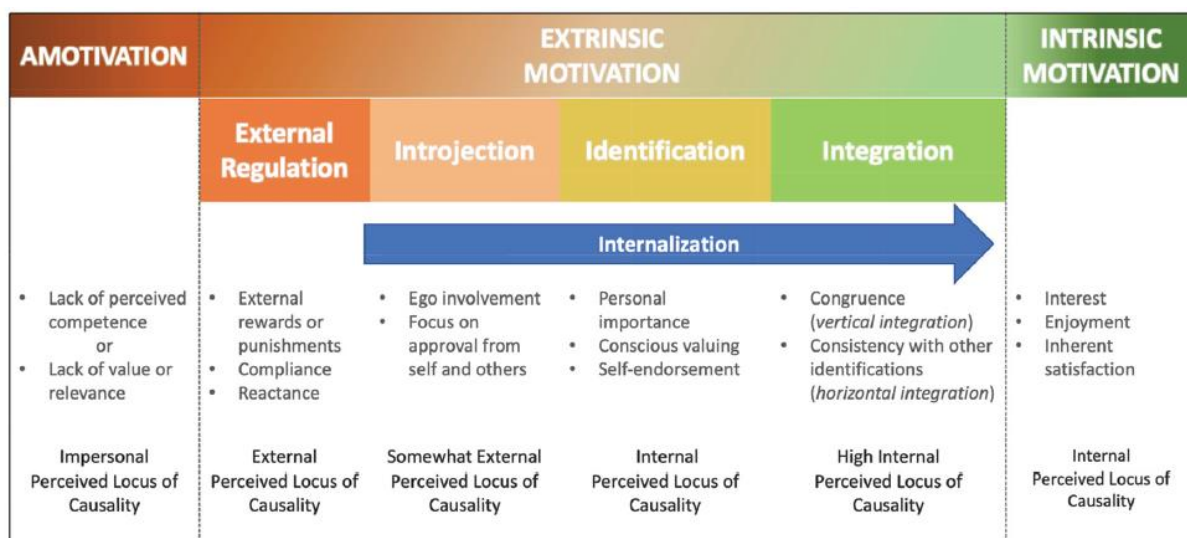 AMOTIVATION
EXTRINSIC
MOTIVATION
INTRINSIC
MOTIVATION
External
Regulation
Introjection
Identification
Integration
Internalization
• Lack of perceived
competence
or
• Lack of value or
relevance
• External
rewards or
punishments
• Compliance
• Reactance
• Ego involvement
• Focus on
approval from
self and others
• Personal
importance
• Conscious valuing
• Self-endorsement
• Congruence
(vertical integration)
• Consistency with other
identifications
(horizontal integration)
• Interest
• Enjoyment
• Inherent
satisfaction
Impersonal
Perceived Locus of
Causality
External
Perceived Locus of
Causality
Somewhat External
Perceived Locus of
Causality
Internal
Perceived Locus of
Causality
High Internal
Perceived Locus of
Causality
Internal
Perceived Locus of
Causality